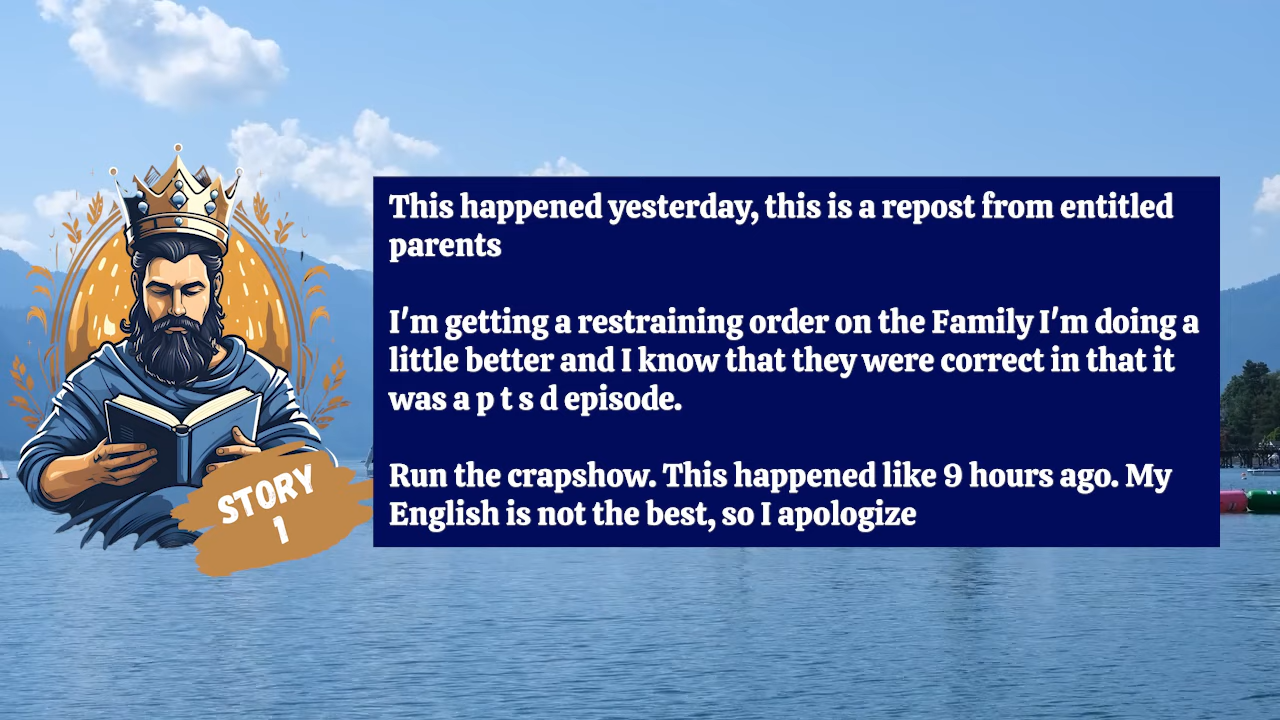 This happened yesterday, this is a repost from entitled
parents
I'm getting a restraining order on the Family I'm doing a
little better and I know that they were correct in that it
was a p t s d episode.
Run the crapshow. This happened like 9 hours ago. My
English is not the best, so I apologize
STORY
1